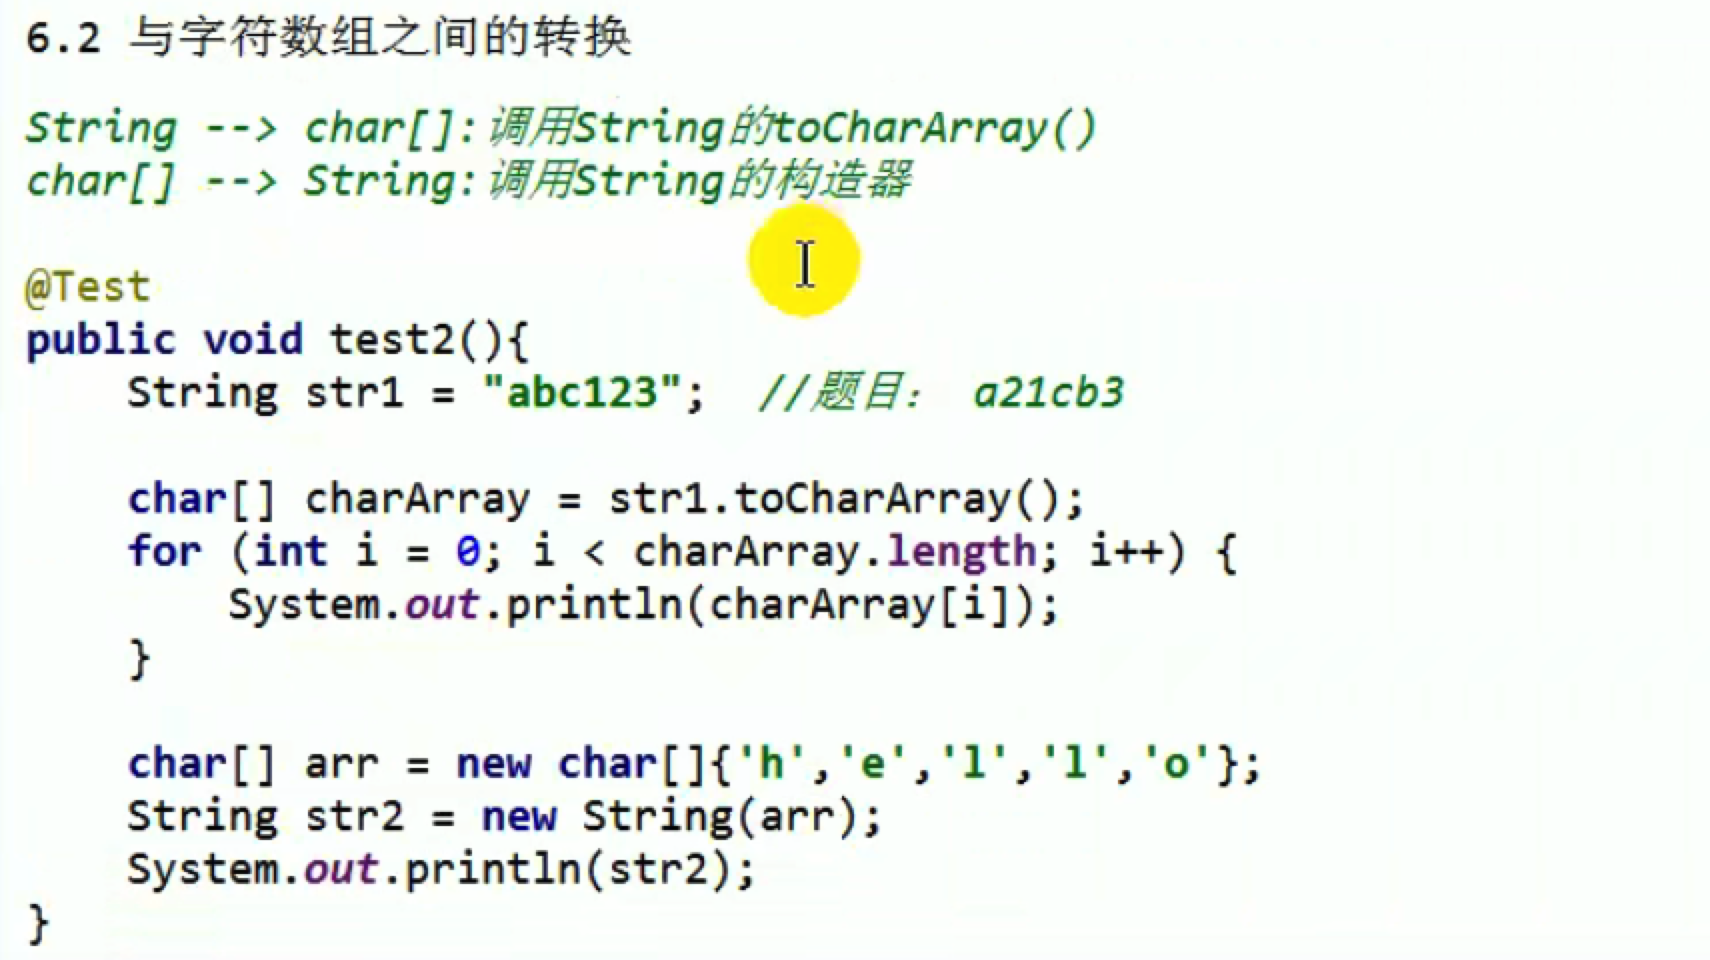 6.2 与字符数组之间的转换
String --> char[]:调用String的toCharArray()
char[] --> String:调用String的构造器
@Test
public void test2(){
    String str1 = "abc123";  //题目： a21cb3
    char[] charArray = str1.toCharArray();
    for (int i = 0; i < charArray.length; i++) {
        System.out.println(charArray[i]);
    }
    char[] arr = new char[]{'h','e','l','l','o'};
    String str2 = new String(arr);
    System.out.println(str2);
}